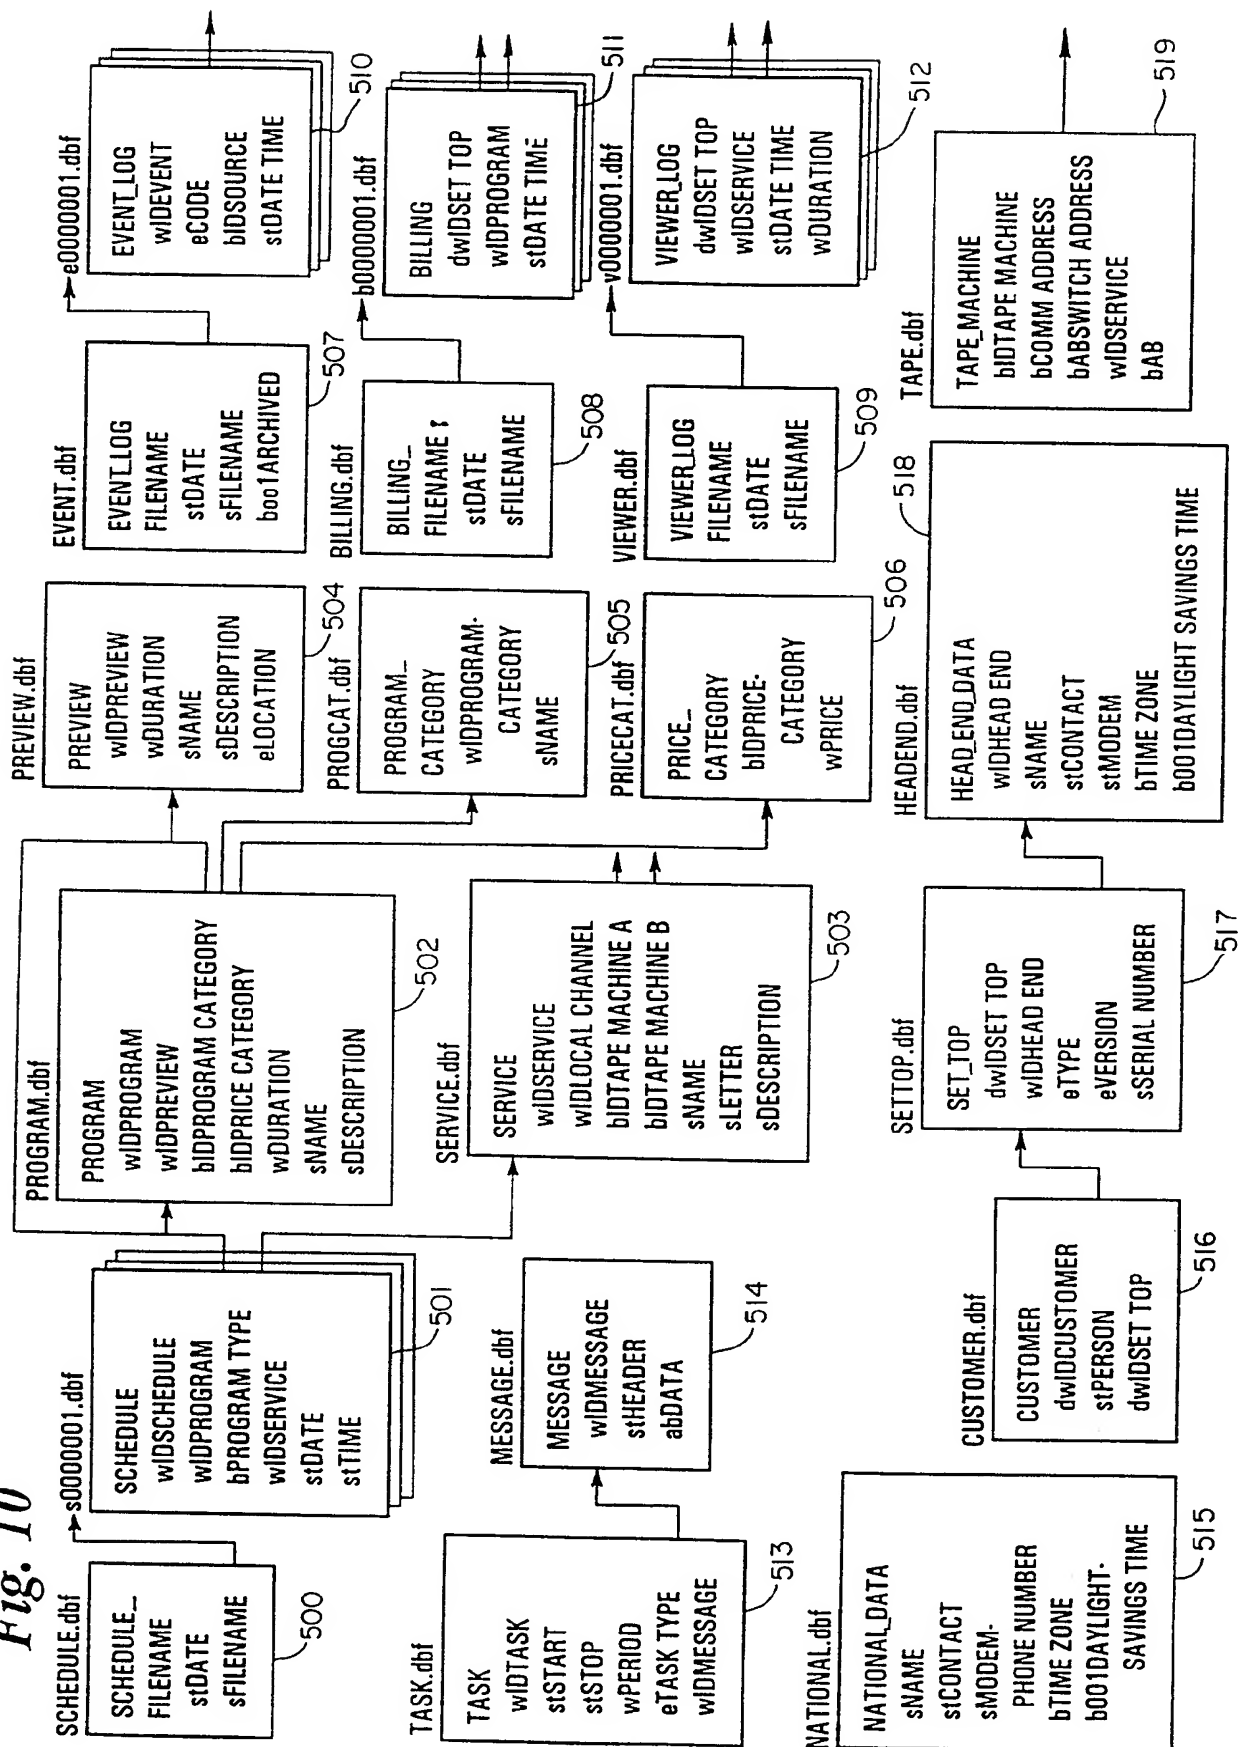 Fig. 10
SCHEDULE.dbf
SCHEDULE_
FILENAME
stDATE
sFILENAME
500
s0000001.dbf
SCHEDULE
wIDSCHEDULE
wIDPROGRAM
bPROGRAM TYPE
wIDSERVICE
stDATE
stTIME
501
PROGRAM.dbf
PROGRAM
wIDPROGRAM
wIDPREVIEW
bIDPROGRAM CATEGORY
bIDPRICE CATEGORY
wDURATION
sNAME
sDESCRIPTION
502
PREVIEW.dbf
PREVIEW
wIDPREVIEW
wDURATION
sNAME
sDESCRIPTION
eLOCATION
504
EVENT.dbf
EVENT_LOG
FILENAME
stDATE
sFILENAME
boo1ARCHIVED
507
e0000001.dbf
EVENT_LOG
wIDEVENT
eCODE
bIDSOURCE
stDATE TIME
510
PROGCAT.dbf
PROGRAM_
CATEGORY
wIDPROGRAM-
CATEGORY
sNAME
505
BILLING.dbf
BILLING_
FILENAME
stDATE
sFILENAME
508
b0000001.dbf
BILLING
dwIDSET TOP
wIDPROGRAM
stDATE TIME
511
TASK.dbf
TASK
wIDTASK
stSTART
stSTOP
wPERIOD
eTASK TYPE
wIDMESSAGE
513
MESSAGE.dbf
MESSAGE
wIDMESSAGE
stHEADER
abDATA
514
SERVICE.dbf
SERVICE
wIDSERVICE
wIDLOCAL CHANNEL
bIDTAPE MACHINE A
bIDTAPE MACHINE B
sNAME
sLETTER
sDESCRIPTION
503
PRICECAT.dbf
PRICE_
CATEGORY
bIDPRICE-
CATEGORY
wPRICE
506
VIEWER.dbf
VIEWER_LOG
FILENAME
stDATE
sFILENAME
509
v0000001.dbf
VIEWER_LOG
dwIDSET TOP
wIDSERVICE
stDATE TIME
wDURATION
512
NATIONAL.dbf
NATIONAL_DATA
sNAME
stCONTACT
sMODEM-
PHONE NUMBER
bTIME ZONE
b001DAYLIGHT-
SAVINGS TIME
515
CUSTOMER.dbf
CUSTOMER
dwIDCUSTOMER
stPERSON
dwIDSET TOP
516
SETTOP.dbf
SET_TOP
dwIDSET TOP
wIDHEAD END
eTYPE
eVERSION
sSERIAL NUMBER
517
HEADEND.dbf
HEAD_END_DATA
wIDHEAD END
sNAME
stCONTACT
stMODEM
bTIME ZONE
b001DAYLIGHT SAVINGS TIME
518
TAPE.dbf
TAPE_MACHINE
bIDTAPE MACHINE
bCOMM ADDRESS
bABSWITCH ADDRESS
wIDSERVICE
bAB
519